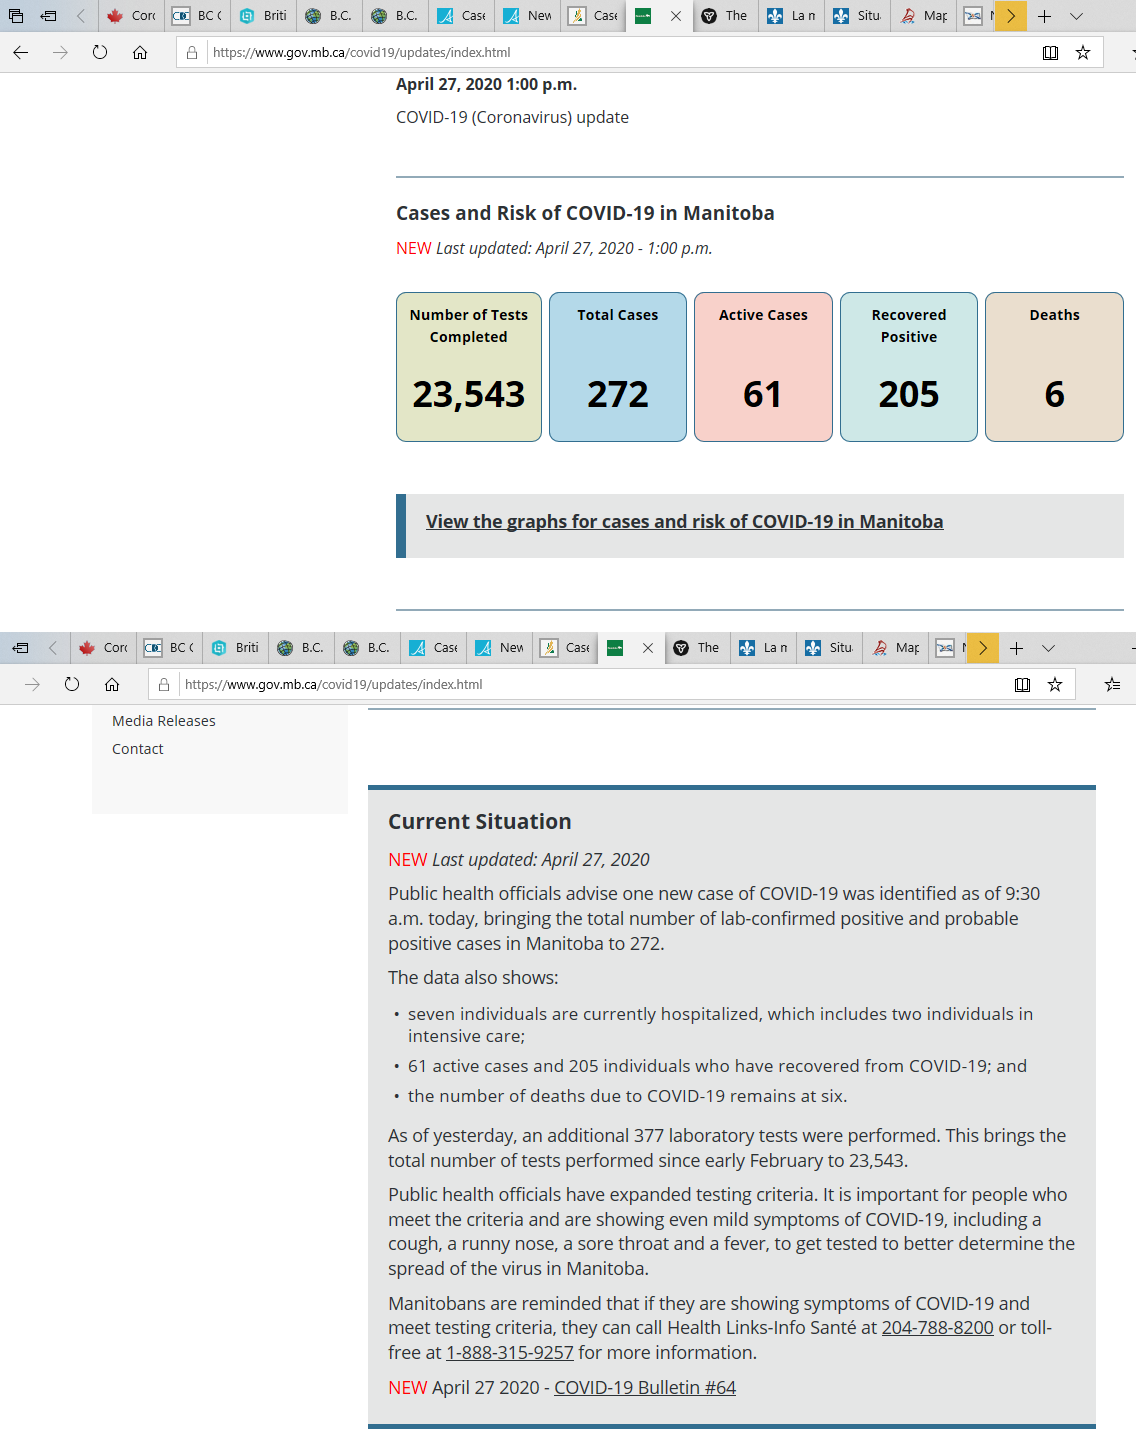 Corc
BC C
Briti
B.C.
B.C.
Case
New
Case
The
La m
Situ
Map
https://www.gov.mb.ca/covid19/updates/index.html
April 27, 2020 1:00 p.m.
COVID-19 (Coronavirus) update
Cases and Risk of COVID-19 in Manitoba
NEW Last updated: April 27, 2020 - 1:00 p.m.
Number of Tests
Completed
23,543
Total Cases
272
Active Cases
61
Recovered
Positive
205
Deaths
6
View the graphs for cases and risk of COVID-19 in Manitoba
Corc
BC C
Briti
B.C.
B.C.
Case
New
Case
The
La m
Situ
Map
https://www.gov.mb.ca/covid19/updates/index.html
Media Releases
Contact
Current Situation
NEW Last updated: April 27, 2020
Public health officials advise one new case of COVID-19 was identified as of 9:30
a.m. today, bringing the total number of lab-confirmed positive and probable
positive cases in Manitoba to 272.
The data also shows:
• seven individuals are currently hospitalized, which includes two individuals in
intensive care;
• 61 active cases and 205 individuals who have recovered from COVID-19; and
• the number of deaths due to COVID-19 remains at six.
As of yesterday, an additional 377 laboratory tests were performed. This brings the
total number of tests performed since early February to 23,543.
Public health officials have expanded testing criteria. It is important for people who
meet the criteria and are showing even mild symptoms of COVID-19, including a
cough, a runny nose, a sore throat and a fever, to get tested to better determine the
spread of the virus in Manitoba.
Manitobans are reminded that if they are showing symptoms of COVID-19 and
meet testing criteria, they can call Health Links-Info Santé at 204-788-8200 or toll-
free at 1-888-315-9257 for more information.
NEW April 27 2020 - COVID-19 Bulletin #64